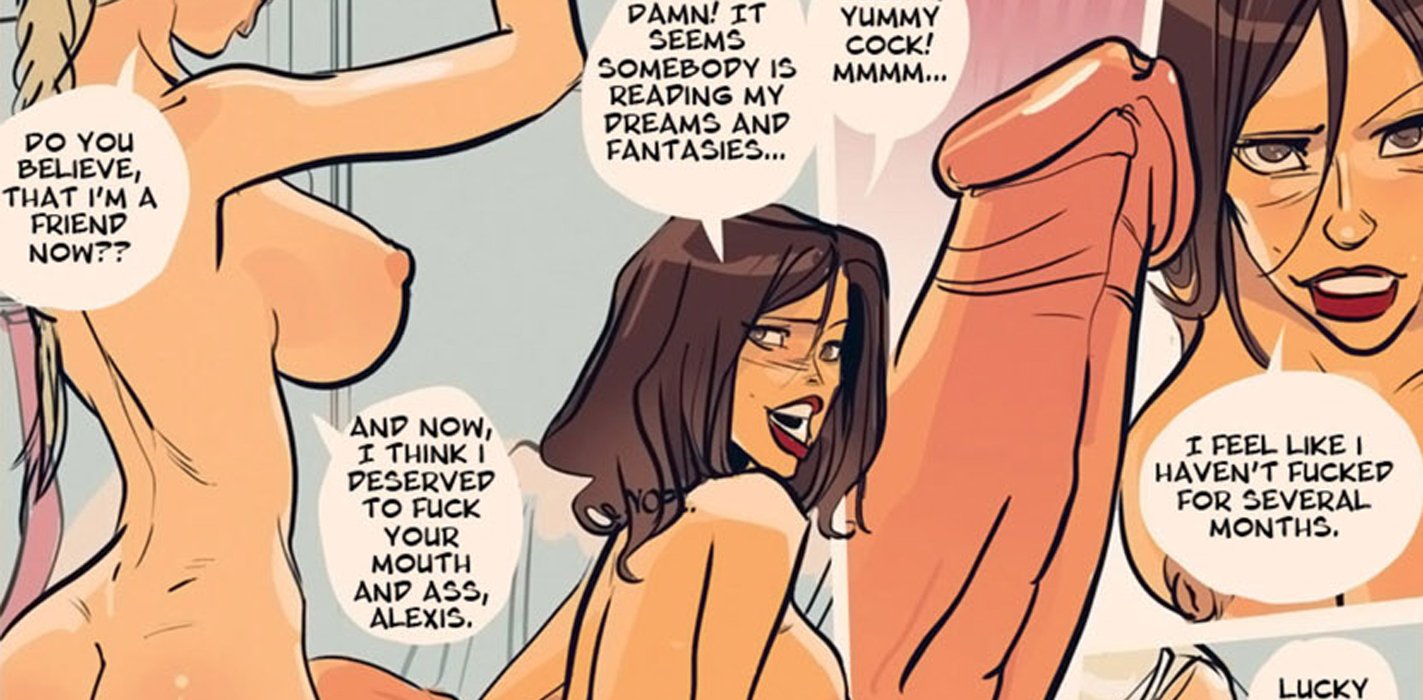 DO YOU
BELIEVE,
THAT I'M A
FRIEND
NOW??
DAMN! IT
SEEMS
SOMEBODY IS
READING MY
DREAMS AND
FANTASIES...
AND NOW,
I THINK I
DESERVED
TO FUCK
YOUR
MOUTH
AND ASS,
ALEXIS.
YUMMY
COCK!
MMMM...
I FEEL LIKE I
HAVEN'T FUCKED
FOR SEVERAL
MONTHS.
LUCKY